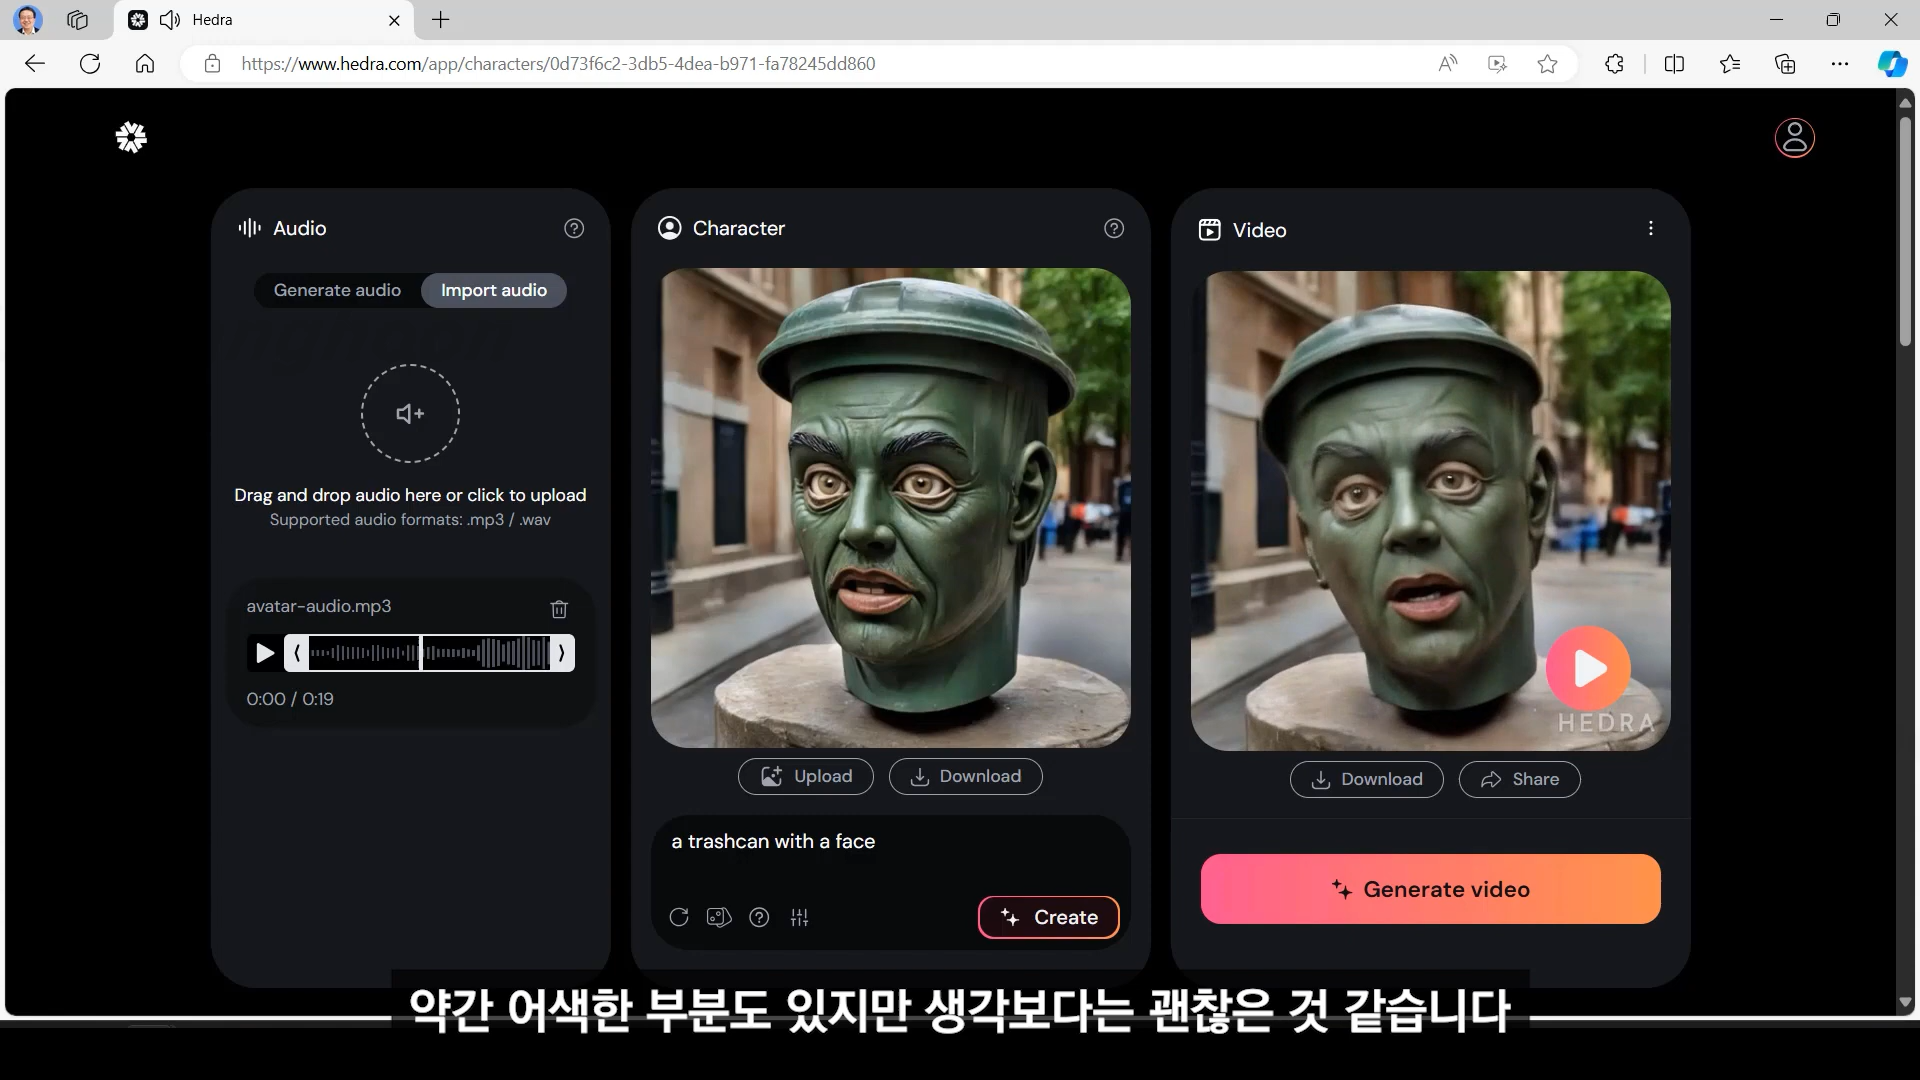 Hedra
https://www.hedra.com/app/characters/0d73f6c2-3db5-4dea-b971-fa78245dd860
Audio
Generate audio
Import audio
Drag and drop audio here or click to upload
Supported audio formats: .mp3 / .wav
avatar-audio.mp3
0:00 / 0:19
Character
Upload
Download
a trashcan with a face
Create
Video
HEDRA
Download
Share
Generate video
약간 어색한 부분도 있지만 생각보다는 괜찮은 것 같습니다